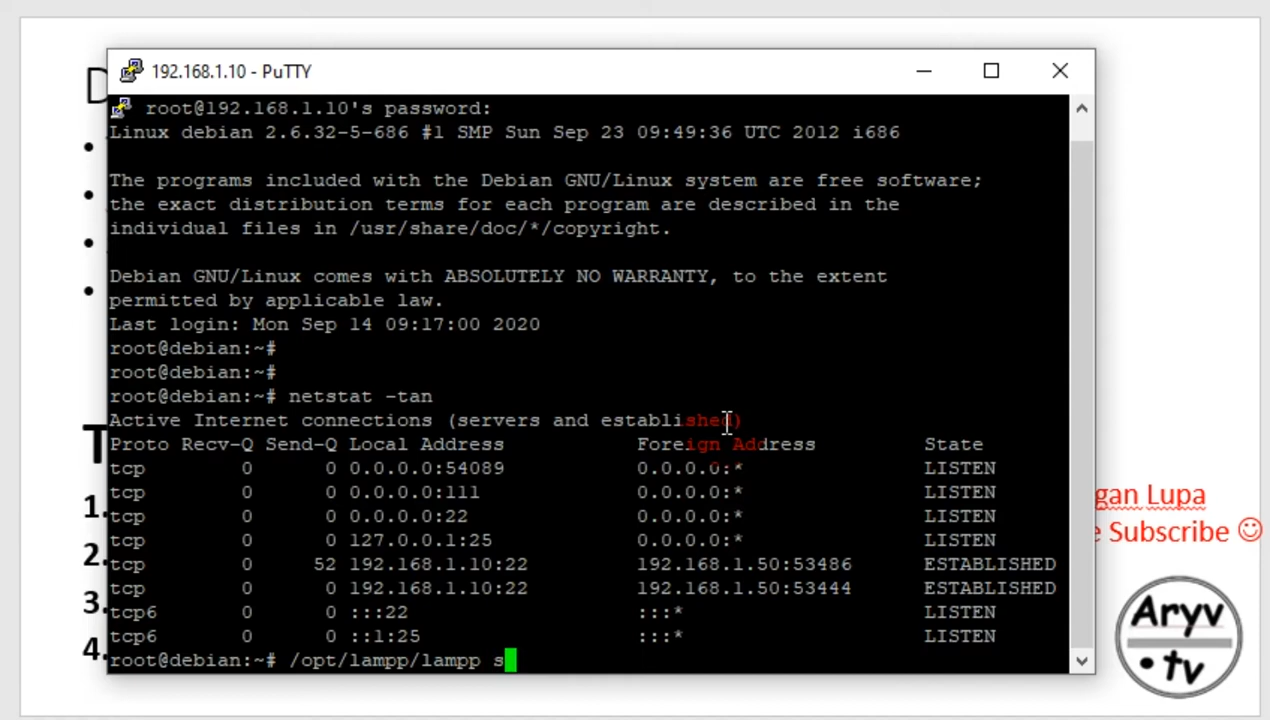 192.168.1.10 - PuTTY
root@192.168.1.10's password:
Linux debian 2.6.32-5-686 #1 SMP Sun Sep 23 09:49:36 UTC 2012 i686
The programs included with the Debian GNU/Linux system are free software;
the exact distribution terms for each program are described in the
individual files in /usr/share/doc/*/copyright.
Debian GNU/Linux comes with ABSOLUTELY NO WARRANTY, to the extent
permitted by applicable law.
Last login: Mon Sep 14 09:17:00 2020
root@debian:~#
root@debian:~#
root@debian:~# netstat -tan
Active Internet connections (servers and established)
Proto Recv-Q Send-Q Local Address Foreign Address State
tcp 0 0 0.0.0.0:54089 0.0.0.0:* LISTEN
tcp 0 0 0.0.0.0:111 0.0.0.0:* LISTEN
tcp 0 0 0.0.0.0:22 0.0.0.0:* LISTEN
tcp 0 0 127.0.0.1:25 0.0.0.0:* LISTEN
tcp 0 52 192.168.1.10:22 192.168.1.50:53486 ESTABLISHED
tcp 0 0 192.168.1.10:22 192.168.1.50:53444 ESTABLISHED
tcp6 0 0 :::22 :::* LISTEN
tcp6 0 0 ::1:25 :::* LISTEN
root@debian:~# /opt/lampp/lampp s
D
T
1.
2.
3.
4.
gan Lupa
e Subscribe ☺
Aryv
•tv